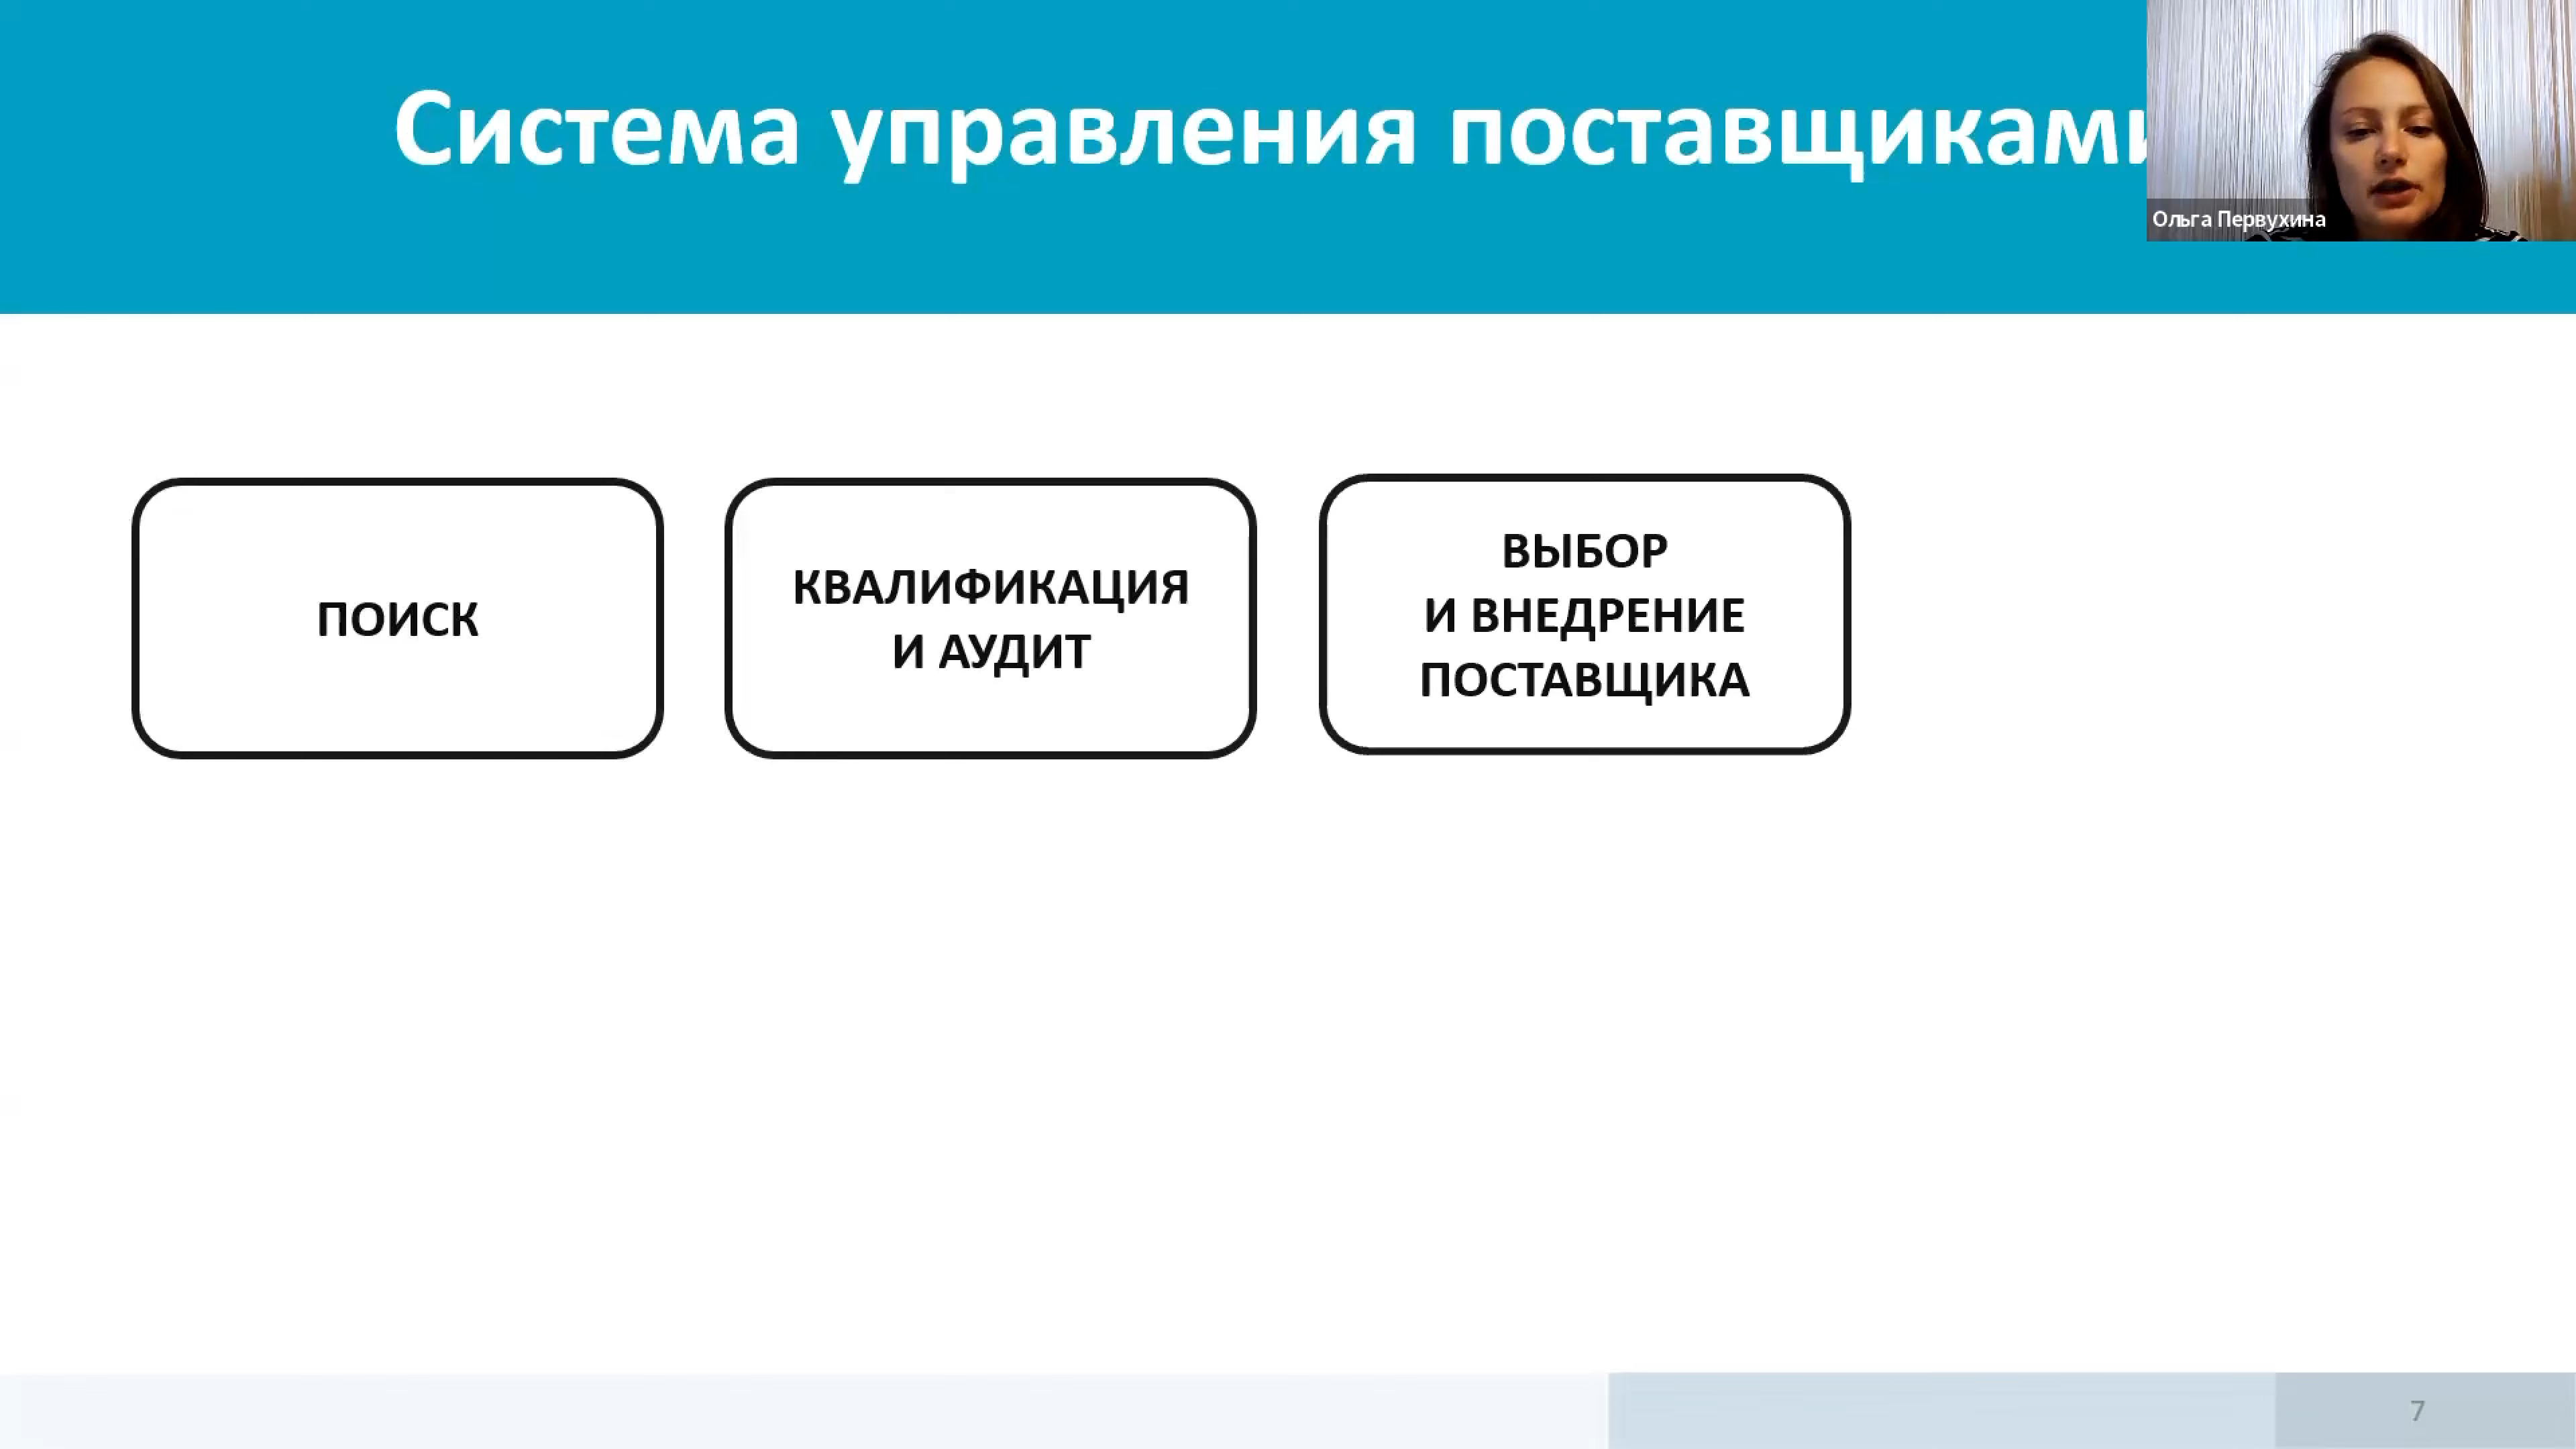 Система управления поставщиками
Ольга Первухина
ПОИСК
КВАЛИФИКАЦИЯ
И АУДИТ
ВЫБОР
И ВНЕДРЕНИЕ
ПОСТАВЩИКА
7